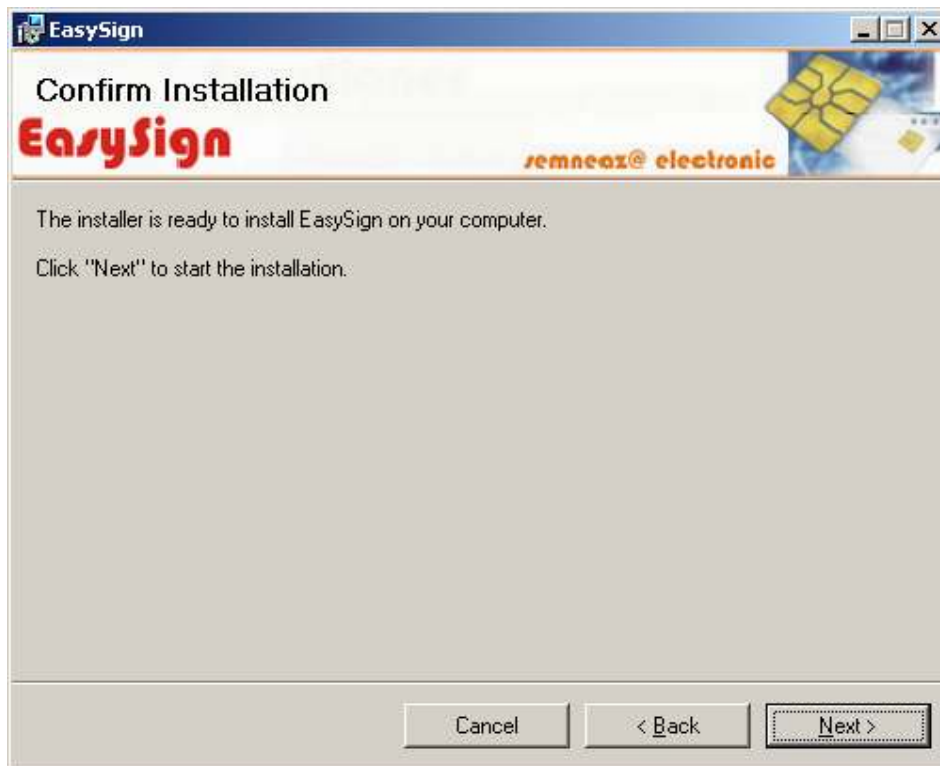 EasySign
Confirm Installation
EasySign
semneaz@ electronic
The installer is ready to install EasySign on your computer.
Click "Next" to start the installation.
Cancel
< Back
Next >